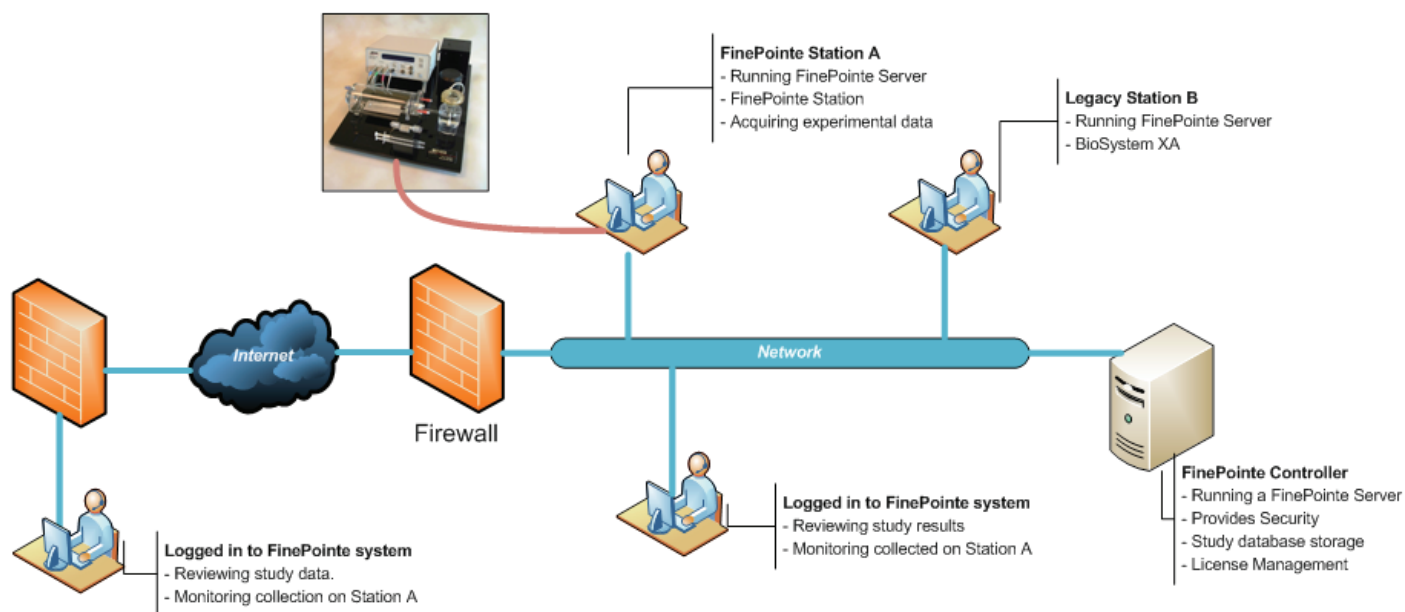 FinePointe Station A
- Running FinePointe Server
- FinePointe Station
- Acquiring experimental data
Legacy Station B
- Running FinePointe Server
- BioSystem XA
Internet
Network
Firewall
FinePointe Controller
- Running a FinePointe Server
- Provides Security
- Study database storage
- License Management
Logged in to FinePointe system
- Reviewing study results
- Monitoring collected on Station A
Logged in to FinePointe system
- Reviewing study data.
- Monitoring collection on Station A